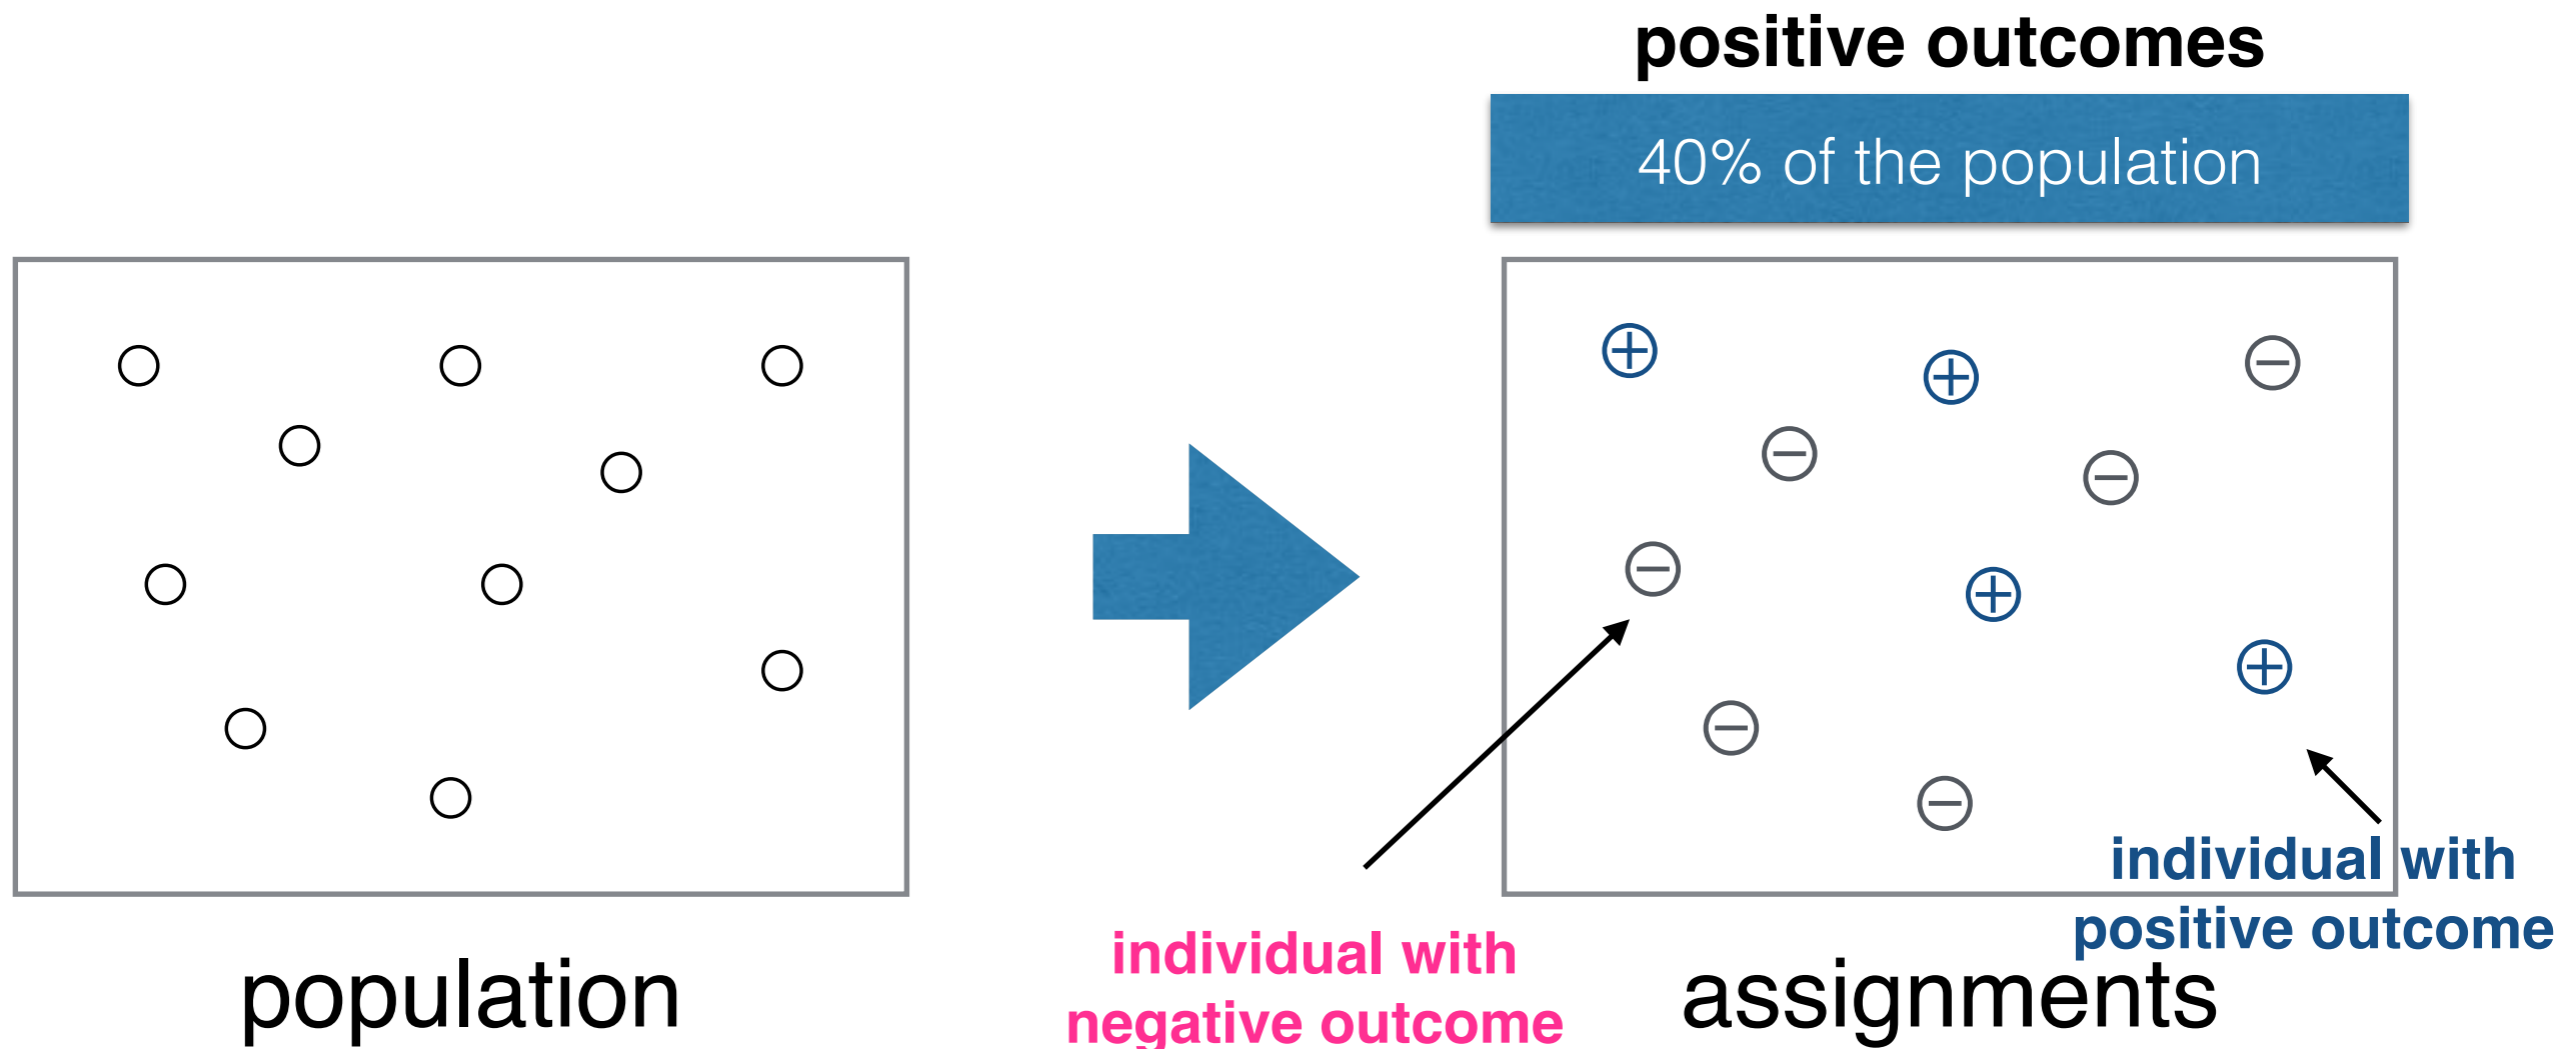 positive outcomes
40% of the population
individual with
positive outcome
individual with
negative outcome
population
assignments